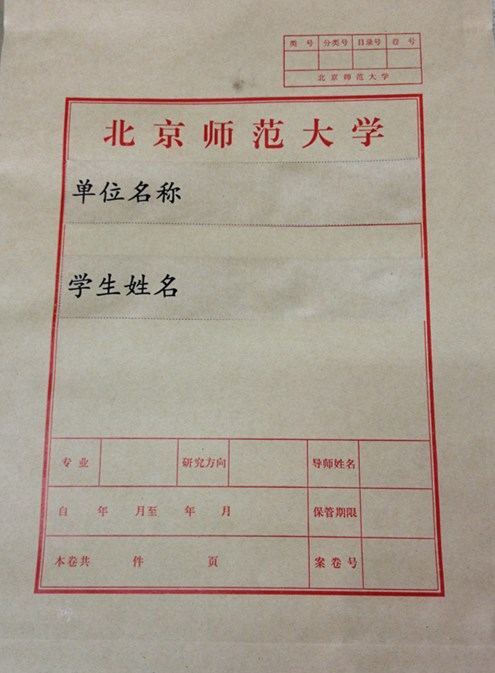 类 号 分类号 目录号 卷 号
北京师范大学
北京师范大学
单位名称
学生姓名
专业 研究方向 导师姓名
自 年 月至 年 月 保管期限
本卷共 件 页 案卷号